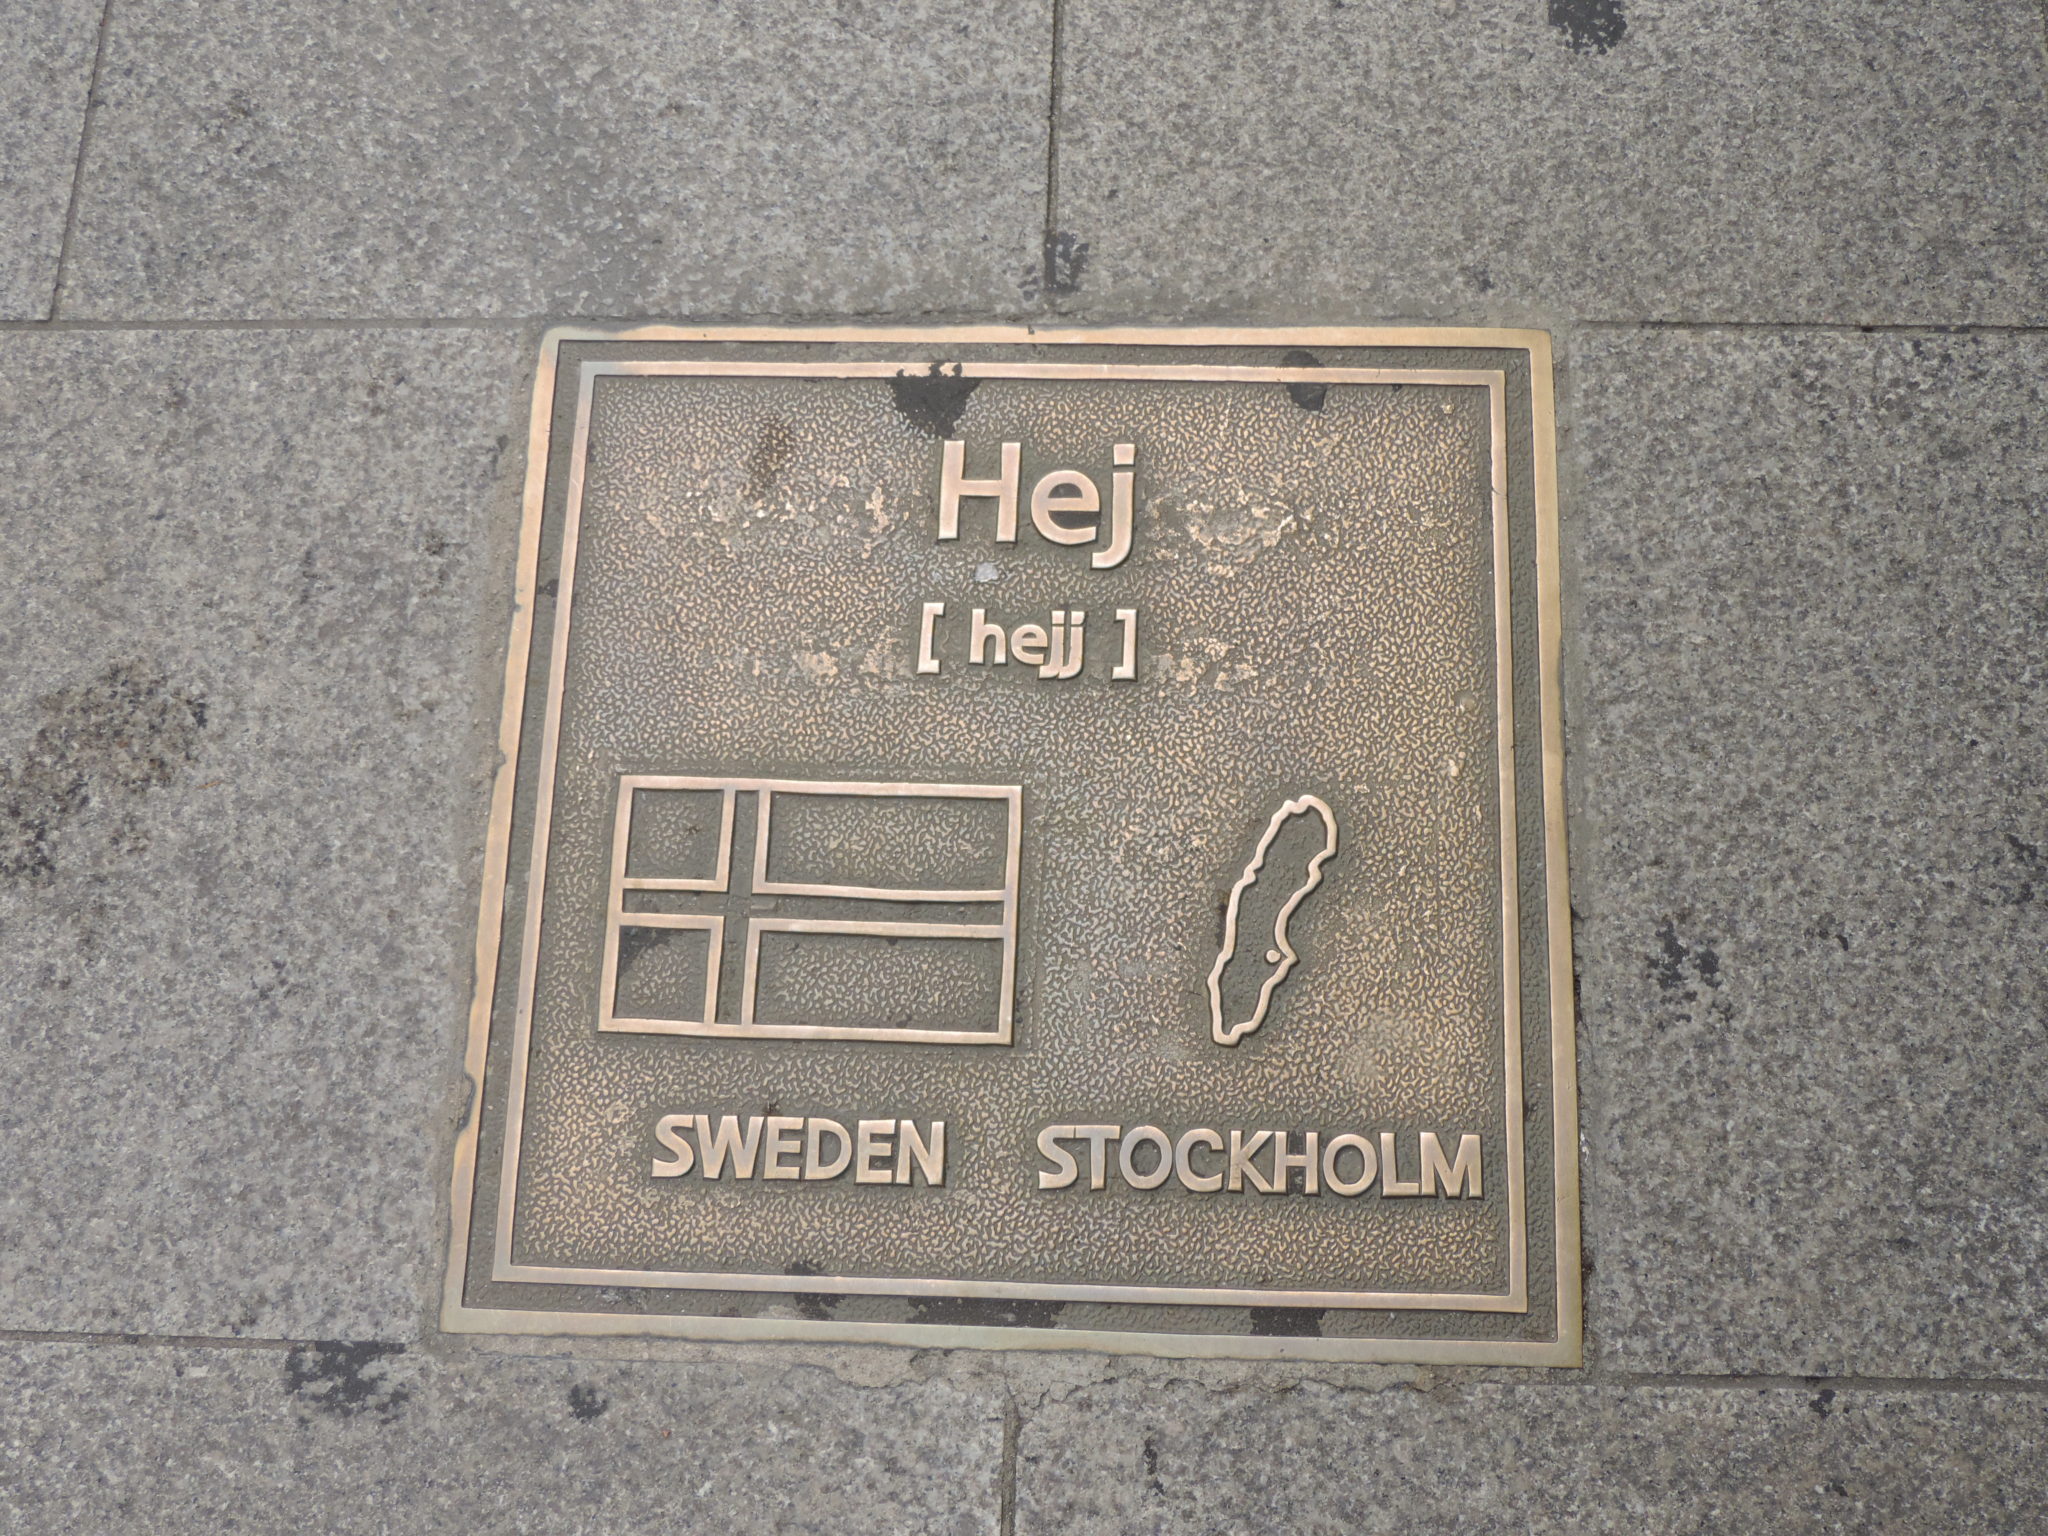 Hej
[ hejj ]
SWEDEN STOCKHOLM